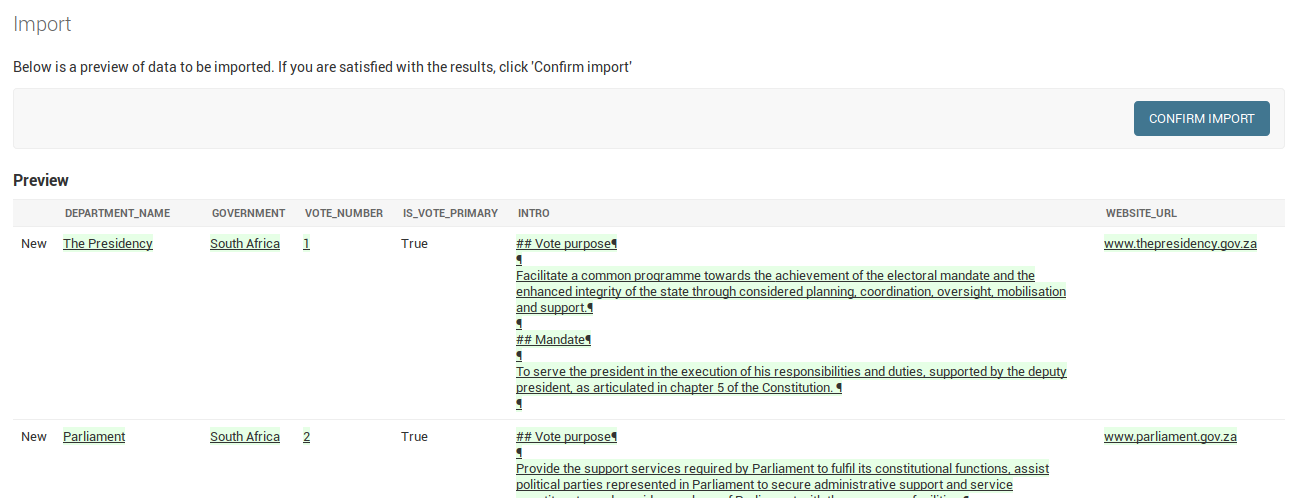 Import
Below is a preview of data to be imported. If you are satisfied with the results, click 'Confirm import'
CONFIRM IMPORT
Preview
DEPARTMENT_NAME GOVERNMENT VOTE_NUMBER IS_VOTE_PRIMARY INTRO WEBSITE_URL
New The Presidency South Africa 1 True ## Vote purpose¶ www.thepresidency.gov.za
¶
Facilitate a common programme towards the achievement of the electoral mandate and the
enhanced integrity of the state through considered planning, coordination, oversight, mobilisation
and support.¶
¶
## Mandate¶
¶
To serve the president in the execution of his responsibilities and duties, supported by the deputy
president, as articulated in chapter 5 of the Constitution. ¶
¶
New Parliament South Africa 2 True ## Vote purpose¶ www.parliament.gov.za
¶
Provide the support services required by Parliament to fulfil its constitutional functions, assist
political parties represented in Parliament to secure administrative support and service